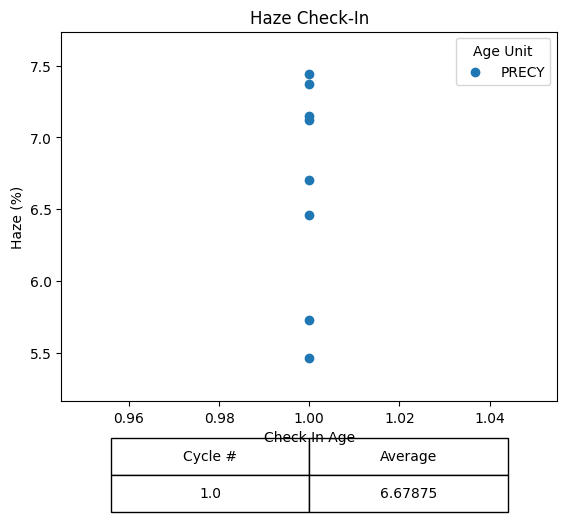 Haze Check-In
Age Unit
PRECY
Haze (%)
7.5
7.0
6.5
6.0
5.5
0.96 0.98 1.00 1.02 1.04
Check In Age
Cycle # Average
1.0 6.67875